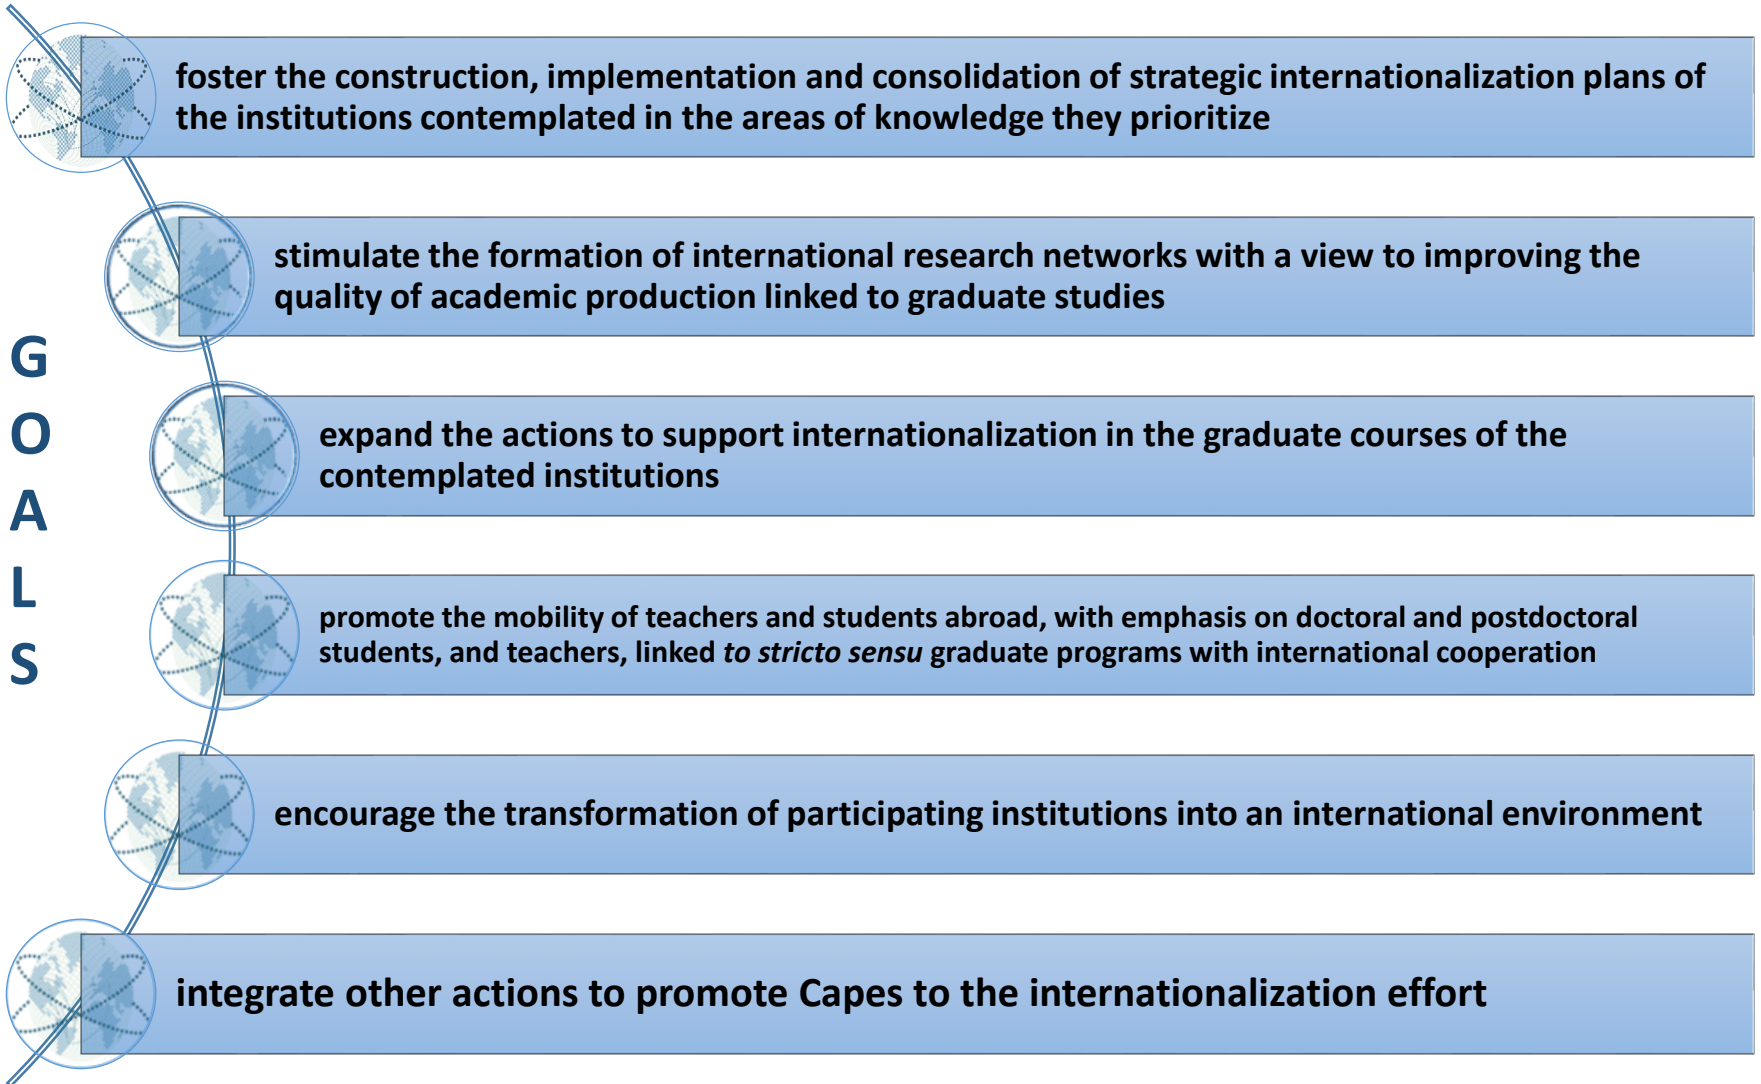 foster the construction, implementation and consolidation of strategic internationalization plans of
the institutions contemplated in the areas of knowledge they prioritize
stimulate the formation of international research networks with a view to improving the
quality of academic production linked to graduate studies
GOALS
expand the actions to support internationalization in the graduate courses of the
contemplated institutions
promote the mobility of teachers and students abroad, with emphasis on doctoral and postdoctoral
students, and teachers, linked to stricto sensu graduate programs with international cooperation
encourage the transformation of participating institutions into an international environment
integrate other actions to promote Capes to the internationalization effort